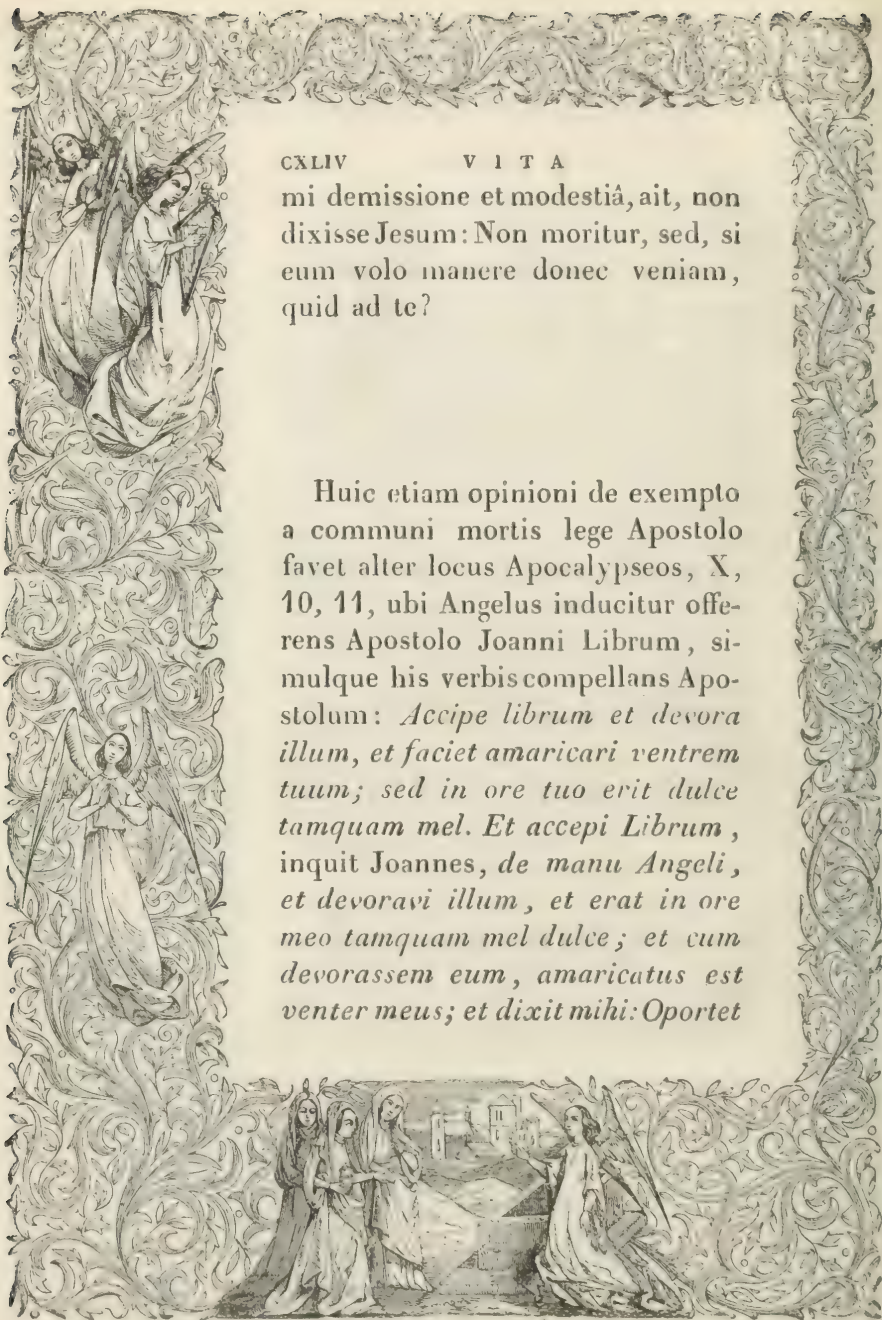 CXLIV VITA
mi demissione et modestiâ, ait, non
dixisse Jesum: Non moritur, sed, si
eum volo manere donec veniam,
quid ad te?
Huic etiam opinioni de exempto
a communi mortis lege Apostolo
favet alter locus Apocalypseos, X,
10, 11, ubi Angelus inducitur offe-
rens Apostolo Joanni Librum, si-
mulque his verbis compellans Apo-
stolum: Accipe librum et devora
illum, et faciet amaricari ventrem
tuum; sed in ore tuo erit dulce
tamquam mel. Et accepi Librum,
inquit Joannes, de manu Angeli,
et devoravi illum, et erat in ore
meo tamquam mel dulce; et cum
devorassem eum, amaricatus est
venter meus; et dixit mihi: Oportet